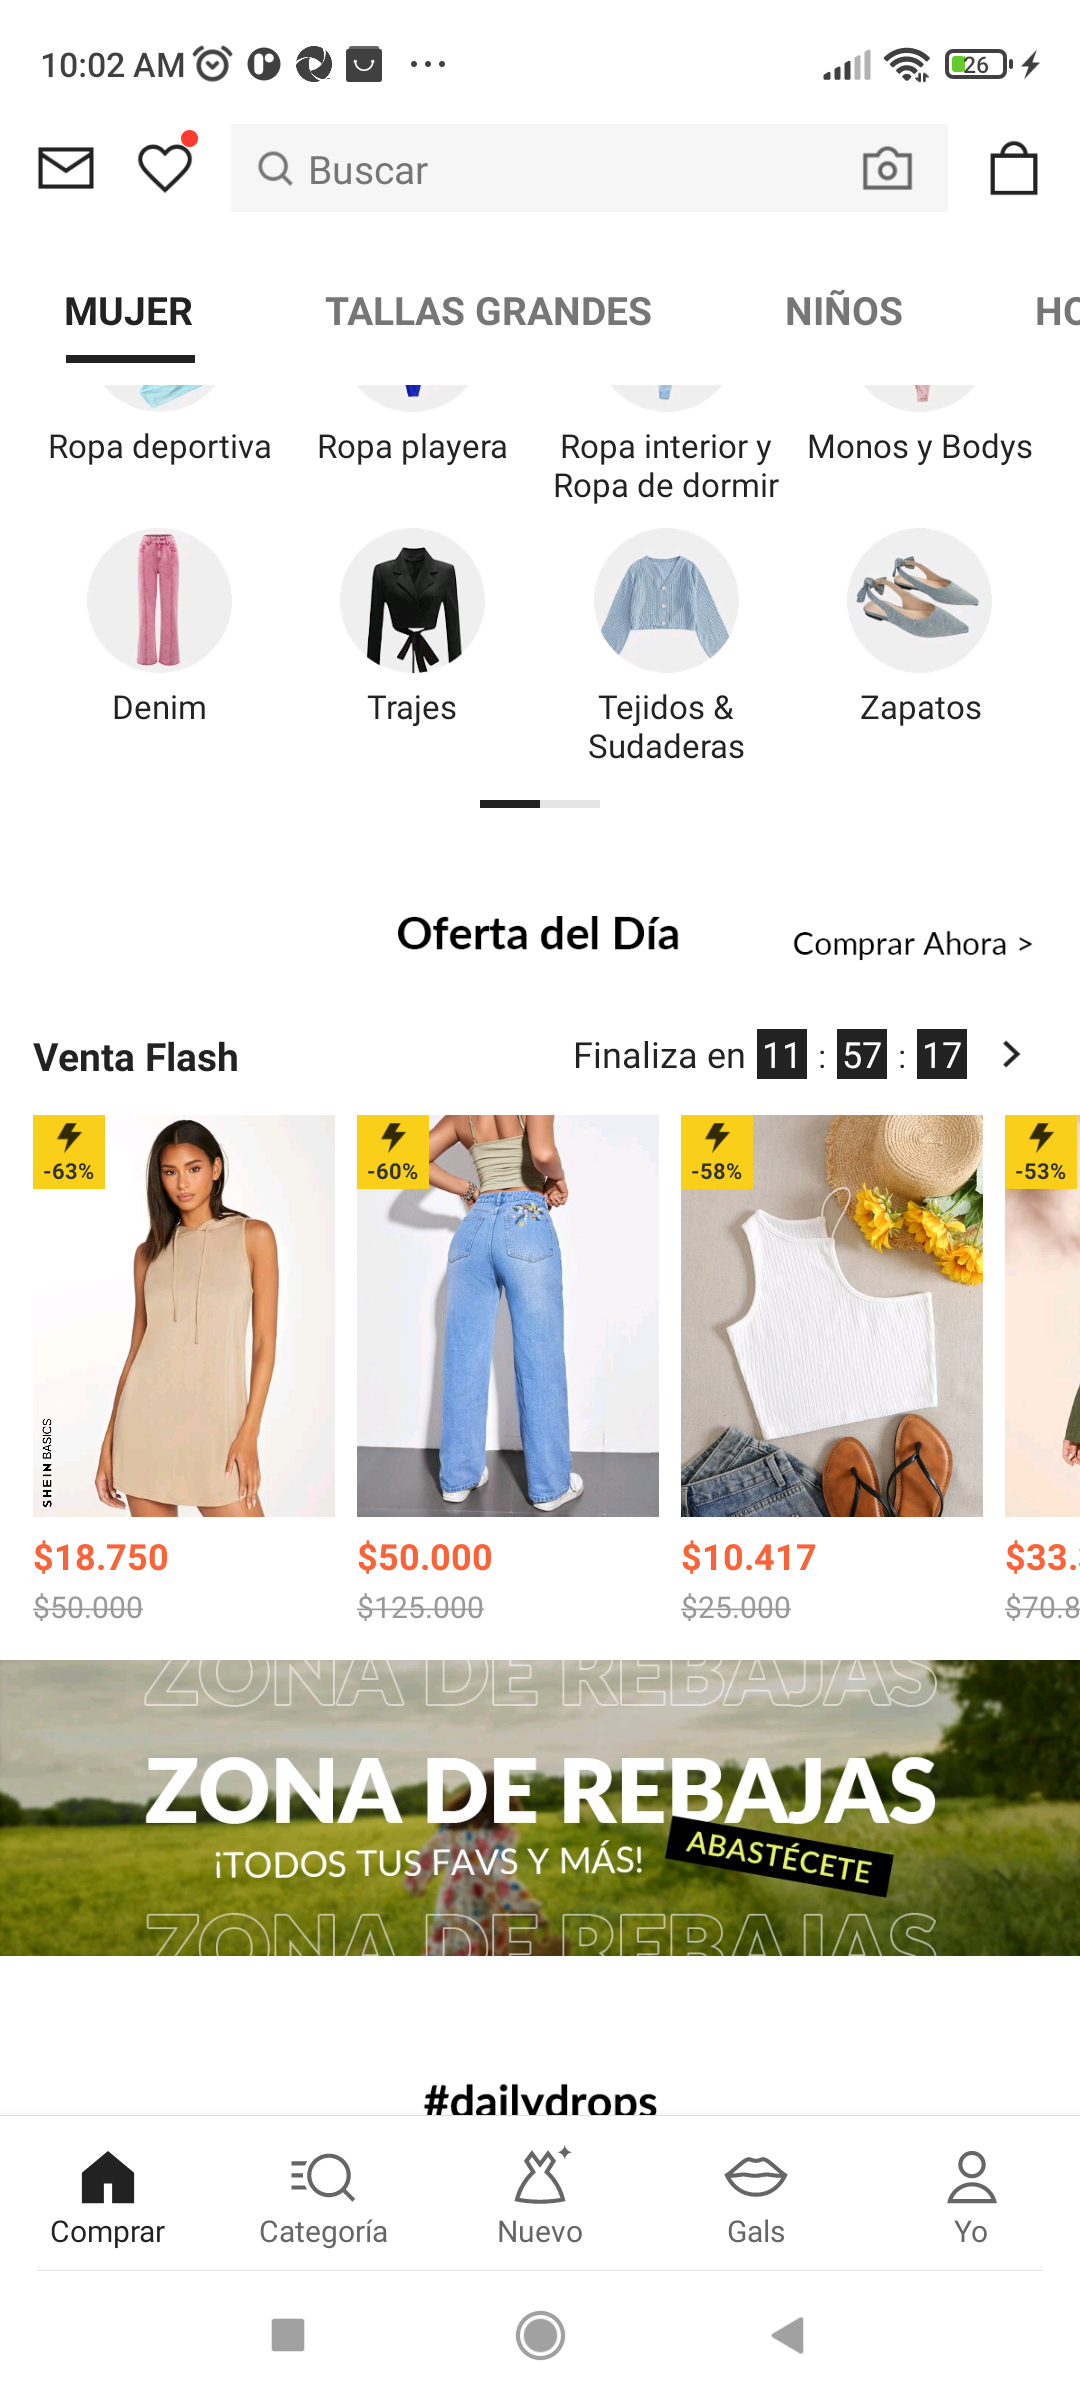 10:02 AM
26
Buscar
MUJER TALLAS GRANDES NIÑOS
Ropa deportiva Ropa playera Ropa interior y Monos y Bodys
Ropa de dormir
Denim Trajes Tejidos & Zapatos
Sudaderas
Oferta del Día
Comprar Ahora >
Venta Flash Finaliza en 11 : 57 : 17
-63% -60% -58% -53%
SHEIN BASICS
$18.750 $50.000 $10.417 $33.
$50.000 $125.000 $25.000 $70.8
ZONA DE REBAJAS
ZONA DE REBAJAS
¡TODOS TUS FAVS Y MÁS! ABASTÉCETE
ZONA DE REBAJAS
#dailydrops
Comprar Categoría Nuevo Gals Yo